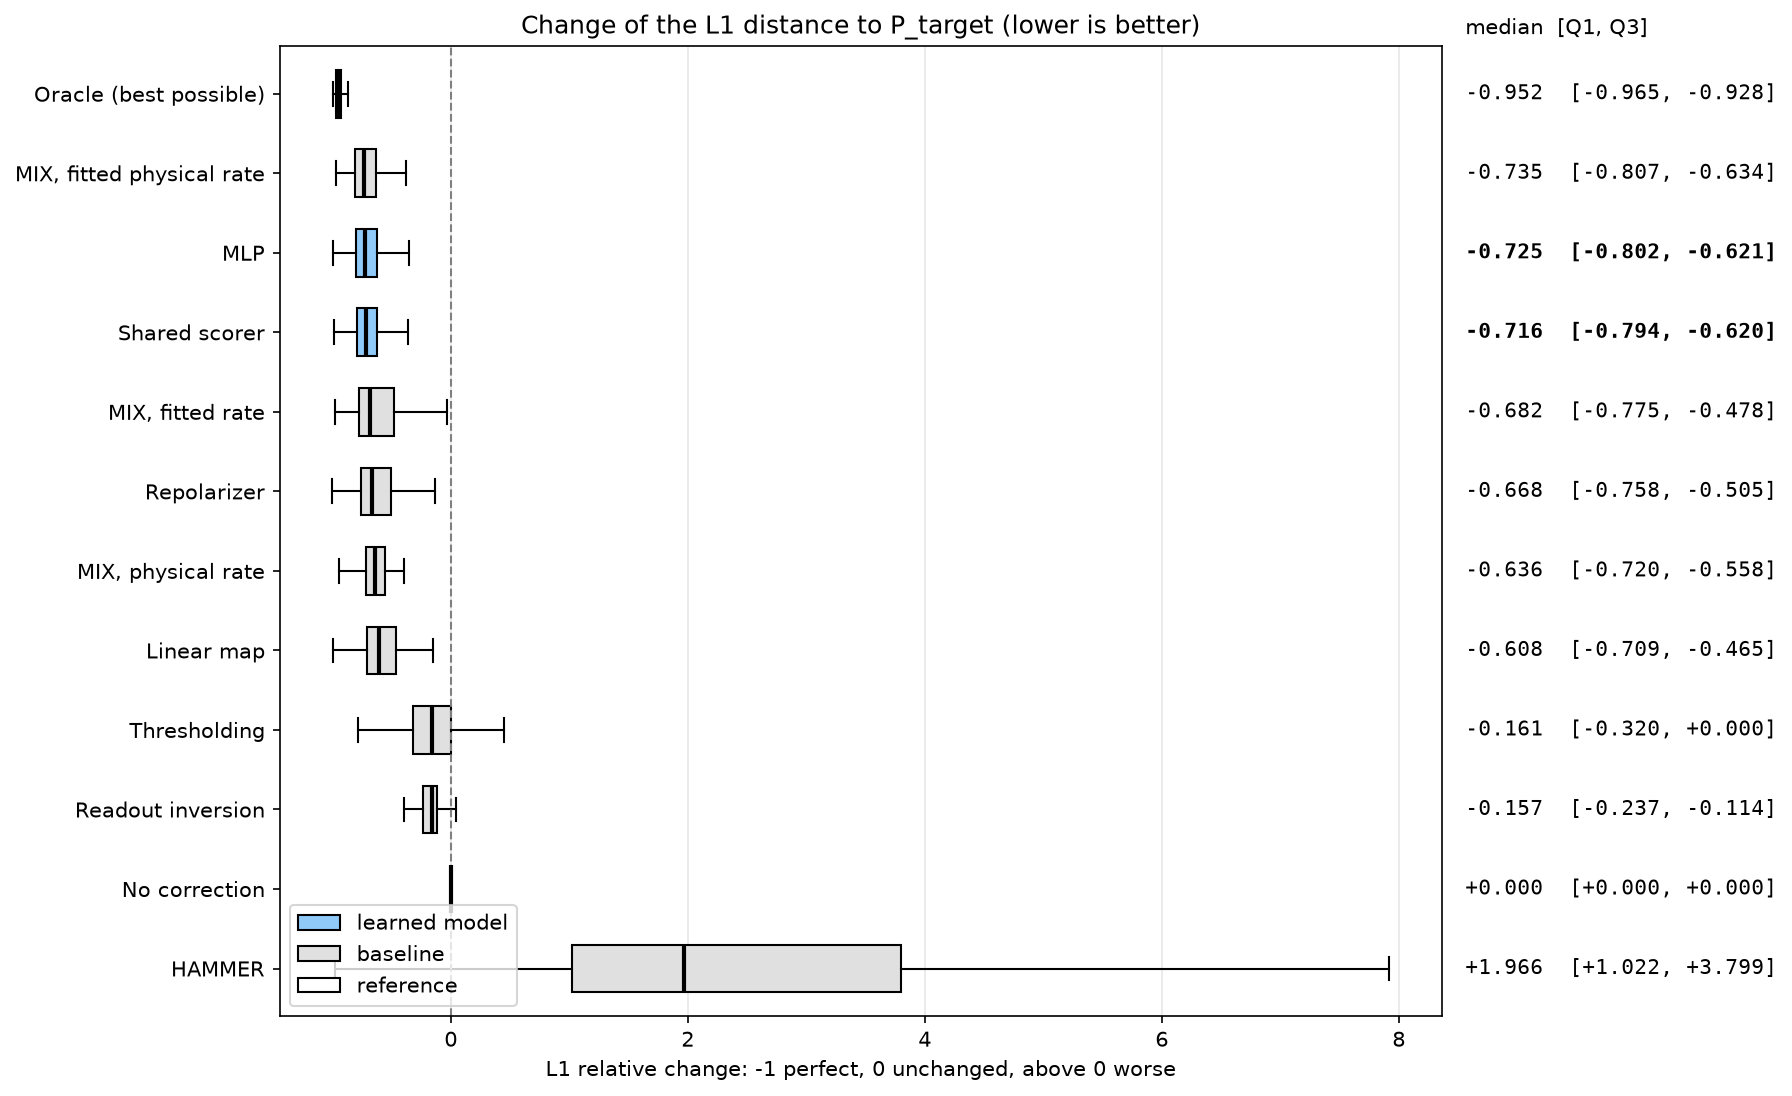 Change of the L1 distance to P_target (lower is better)
median [Q1, Q3]
Oracle (best possible) -0.952 [-0.965, -0.928]
MIX, fitted physical rate -0.735 [-0.807, -0.634]
MLP -0.725 [-0.802, -0.621]
Shared scorer -0.716 [-0.794, -0.620]
MIX, fitted rate -0.682 [-0.775, -0.478]
Repolarizer -0.668 [-0.758, -0.505]
MIX, physical rate -0.636 [-0.720, -0.558]
Linear map -0.608 [-0.709, -0.465]
Thresholding -0.161 [-0.320, +0.000]
Readout inversion -0.157 [-0.237, -0.114]
No correction +0.000 [+0.000, +0.000]
HAMMER +1.966 [+1.022, +3.799]
learned model
baseline
reference
0 2 4 6 8
L1 relative change: -1 perfect, 0 unchanged, above 0 worse